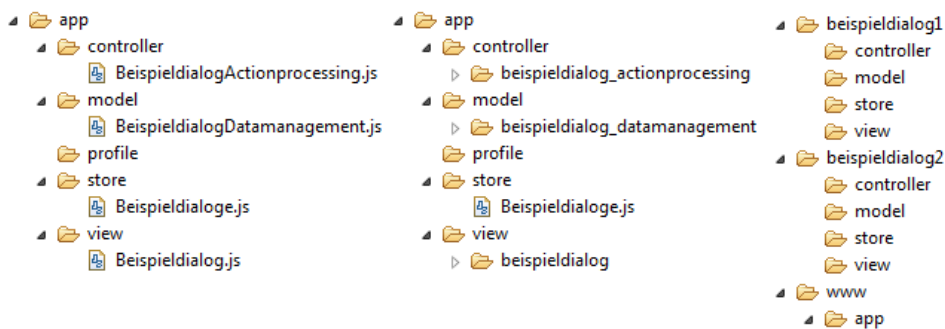 app
controller
BeispieldialogActionprocessing.js
model
BeispieldialogDatamanagement.js
profile
store
Beispieldialoge.js
view
Beispieldialog.js
app
controller
beispieldialog_actionprocessing
model
beispieldialog_datamanagement
profile
store
Beispieldialoge.js
view
beispieldialog
beispieldialog1
controller
model
store
view
beispieldialog2
controller
model
store
view
www
app